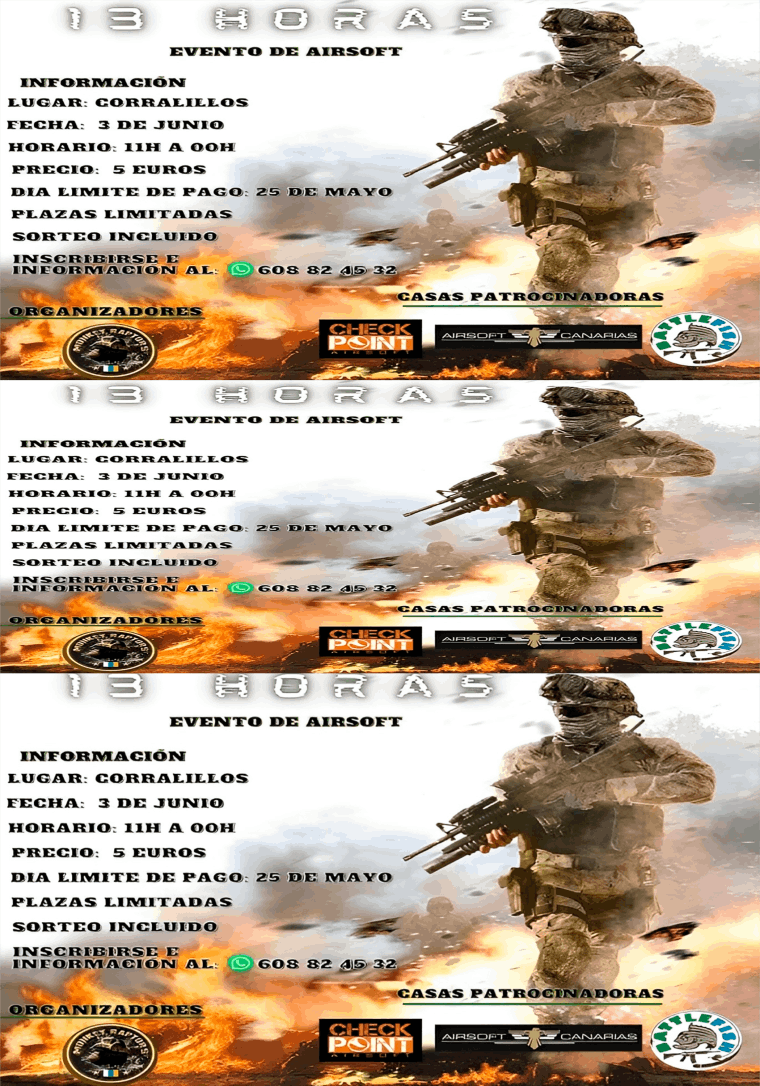 13 HORAS
EVENTO DE AIRSOFT
INFORMACIÓN
LUGAR: CORRALILLOS
FECHA: 3 DE JUNIO
HORARIO: 11H A 00H
PRECIO: 5 EUROS
DIA LIMITE DE PAGO: 25 DE MAYO
PLAZAS LIMITADAS
SORTEO INCLUIDO
INSCRIBIRSE E
INFORMACIÓN AL: 608 82 45 32
CASAS PATROCINADORAS
ORGANIZADORES
MONKEY RAPTORS
CHECK
POINT
AIRSOFT
AIRSOFT CANARIAS
BATTLEFISH
13 HORAS
EVENTO DE AIRSOFT
INFORMACIÓN
LUGAR: CORRALILLOS
FECHA: 3 DE JUNIO
HORARIO: 11H A 00H
PRECIO: 5 EUROS
DIA LIMITE DE PAGO: 25 DE MAYO
PLAZAS LIMITADAS
SORTEO INCLUIDO
INSCRIBIRSE E
INFORMACIÓN AL: 608 82 45 32
CASAS PATROCINADORAS
ORGANIZADORES
MONKEY RAPTORS
CHECK
POINT
AIRSOFT
AIRSOFT CANARIAS
BATTLEFISH
13 HORAS
EVENTO DE AIRSOFT
INFORMACIÓN
LUGAR: CORRALILLOS
FECHA: 3 DE JUNIO
HORARIO: 11H A 00H
PRECIO: 5 EUROS
DIA LIMITE DE PAGO: 25 DE MAYO
PLAZAS LIMITADAS
SORTEO INCLUIDO
INSCRIBIRSE E
INFORMACIÓN AL: 608 82 45 32
CASAS PATROCINADORAS
ORGANIZADORES
MONKEY RAPTORS
CHECK
POINT
AIRSOFT
AIRSOFT CANARIAS
BATTLEFISH